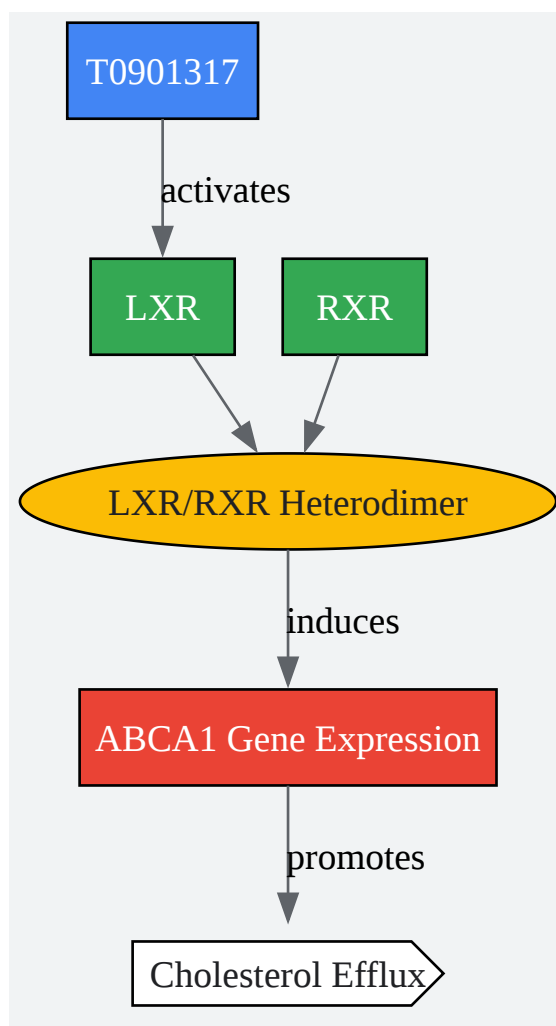 T0901317
activates
LXR
RXR
LXR/RXR Heterodimer
induces
ABCA1 Gene Expression
promotes
Cholesterol Efflux